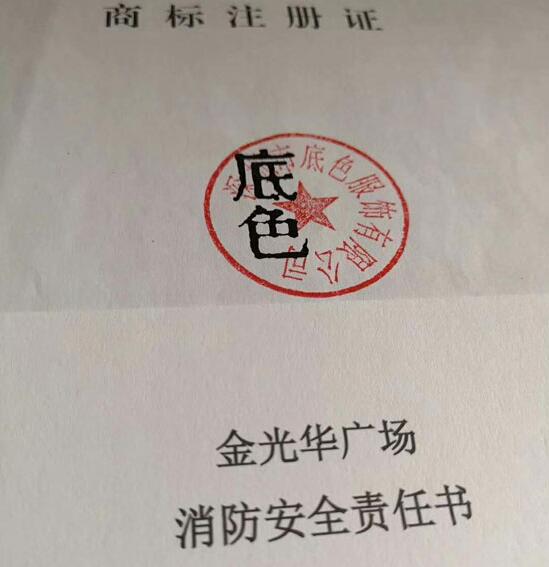 商标注册证
底色
市底色服饰有限公司
金光华广场
消防安全责任书